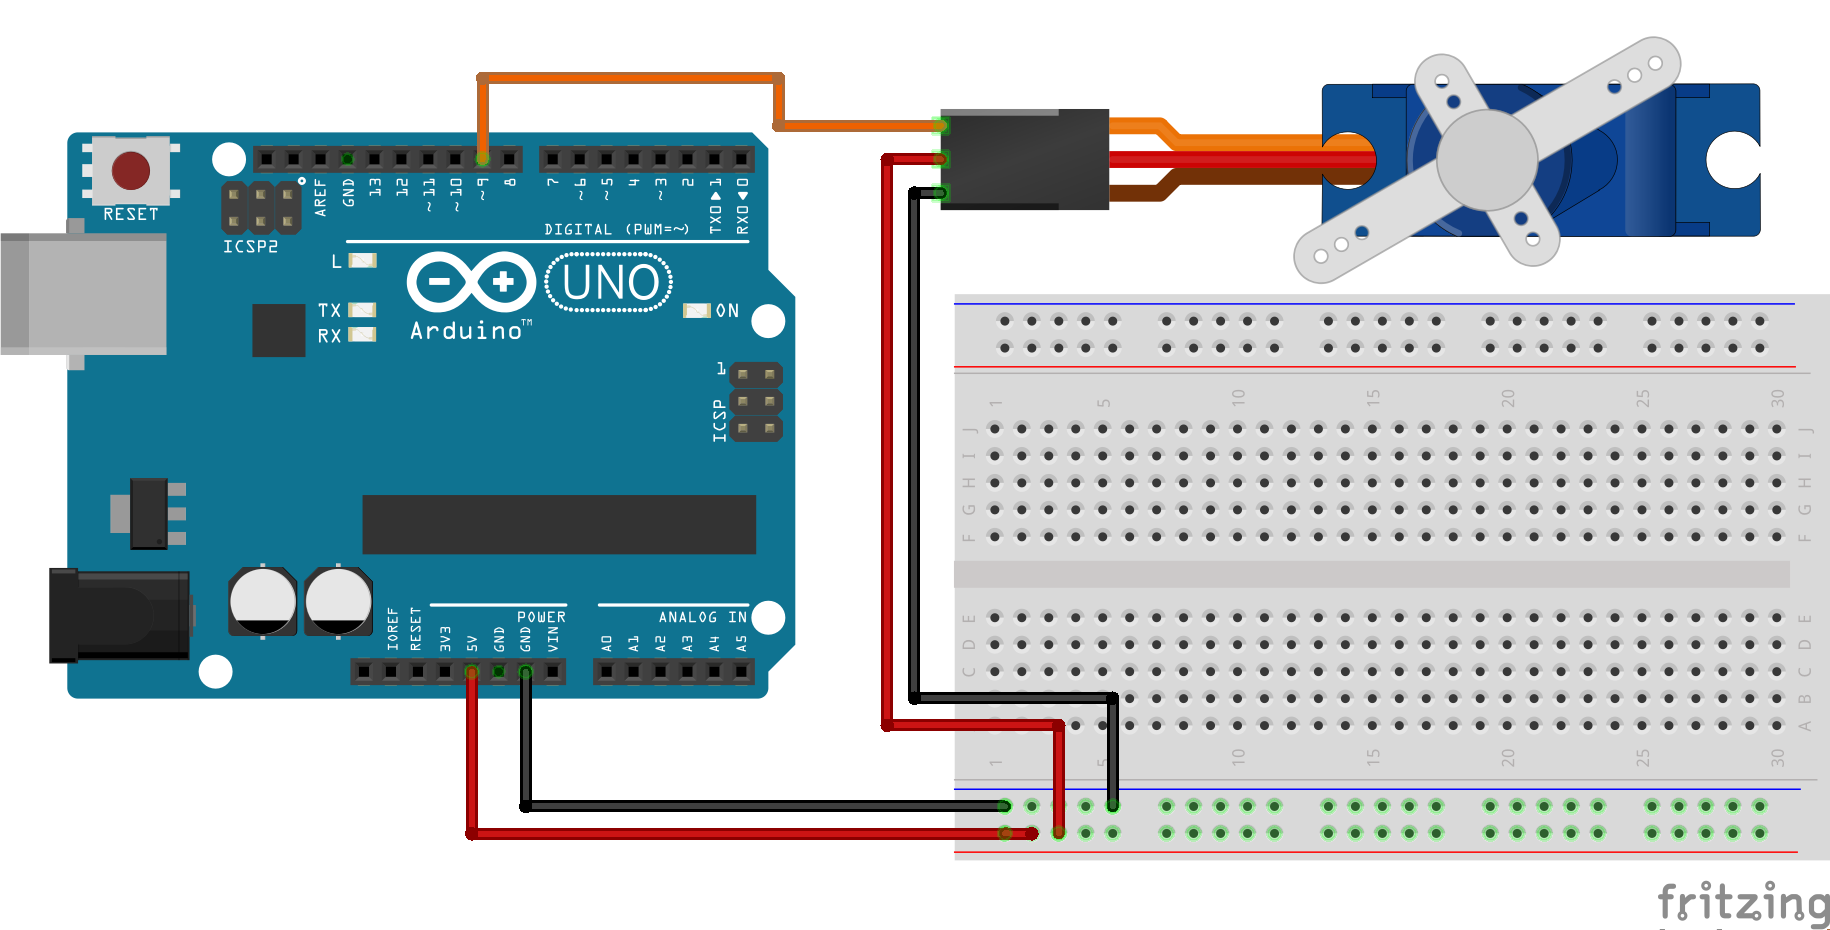 RESET
ICSP2
AREF
GND
13
12
~11
~10
~9
8
7
~6
~5
4
~3
2
TX0▶1
RX0◀0
DIGITAL (PWM=~)
L
TX
RX
UNO
ON
Arduino™
1
ICSP
IOREF
RESET
3V3
5V
GND
GND
VIN
POWER
ANALOG IN
A0
A1
A2
A3
A4
A5
1 5 10 15 20 25 30
J J
I I
H H
G G
F F
E E
D D
C C
B B
A A
1 5 10 15 20 25 30
fritzing